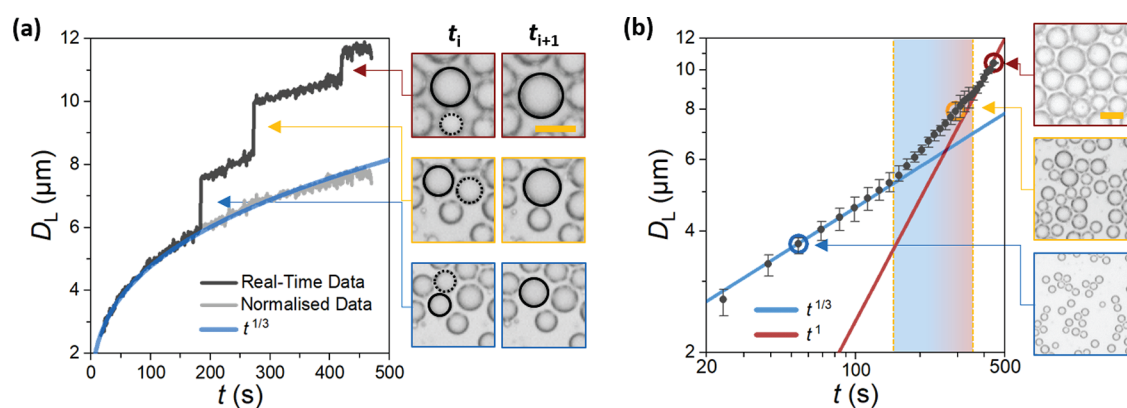 (a)
12
10
8
6
4
2
D_L (μm)
0 100 200 300 400 500
t (s)
Real-Time Data
Normalised Data
t^1/3
t_i t_i+1
(b)
12
10
8
6
4
2
D_L (μm)
20 100 500
t (s)
t^1/3
t^1